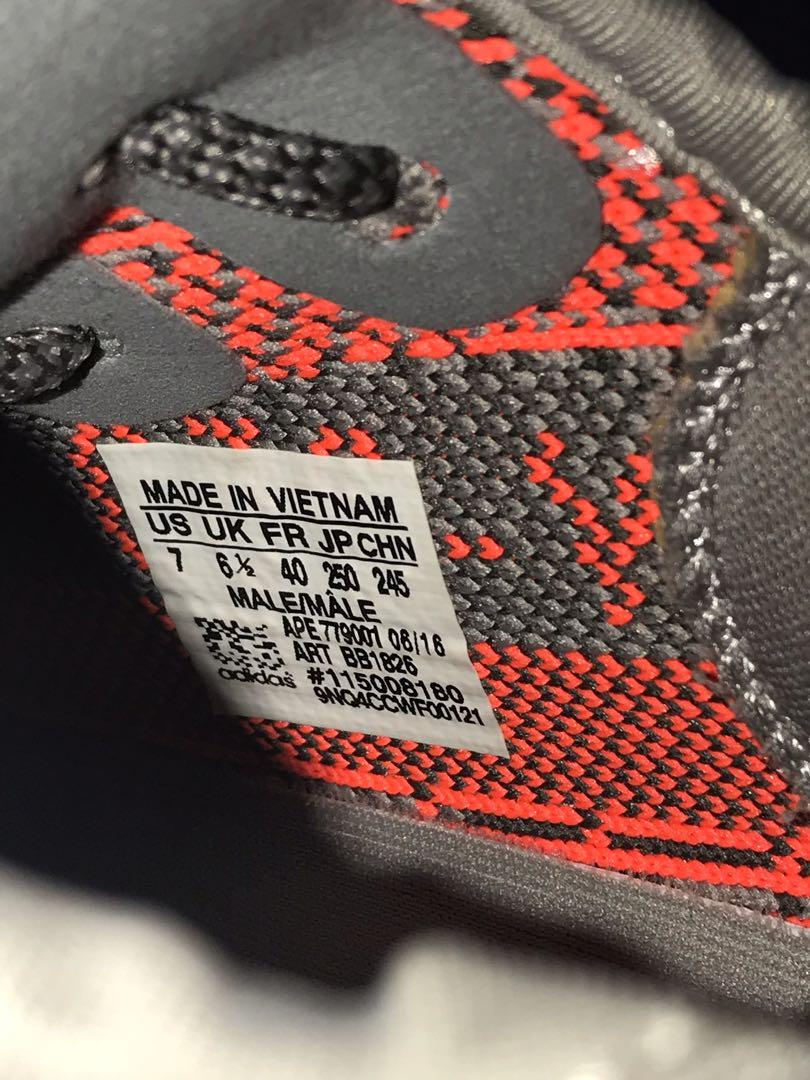 MADE IN VIETNAM
US UK FR JP CHN
7 6½ 40 250 245
MALE/MÂLE
APE 779001 06/16
ART BB1826
adidas #115008180
9NQ4CCWF00121